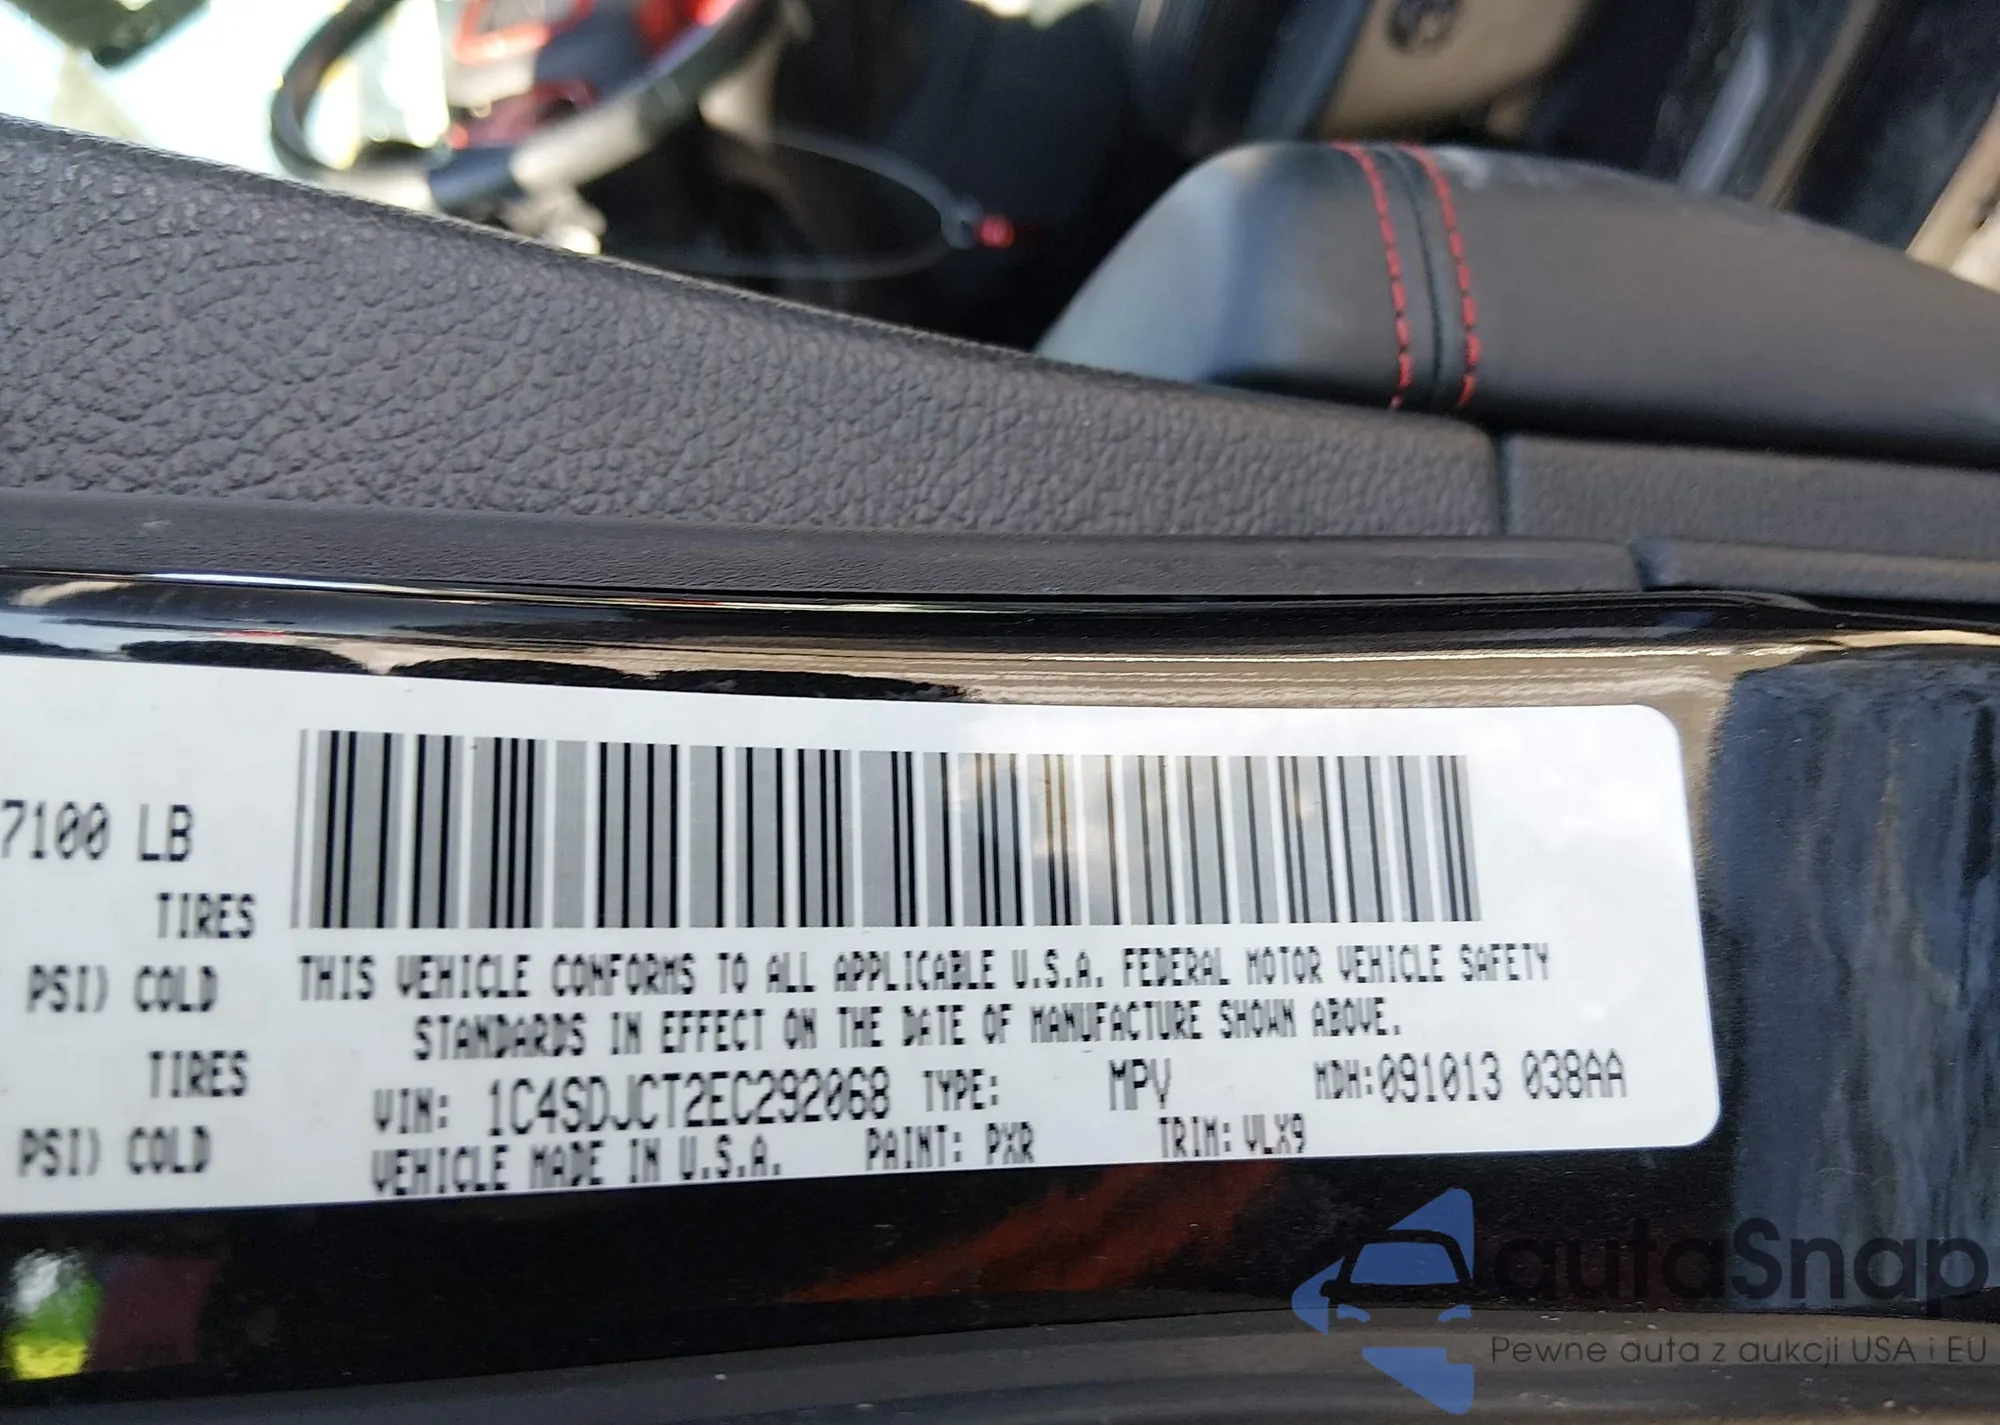 7100 LB
TIRES
PSI) COLD
TIRES
PSI) COLD
THIS VEHICLE CONFORMS TO ALL APPLICABLE U.S.A. FEDERAL MOTOR VEHICLE SAFETY
STANDARDS IN EFFECT ON THE DATE OF MANUFACTURE SHOWN ABOVE.
VIN: 1C4SDJCT2EC292068 TYPE: MPV MDH:091013 038AA
VEHICLE MADE IN U.S.A. PAINT: PXR TRIM: VLX9
autaSnap
Pewne auta z aukcji USA i EU